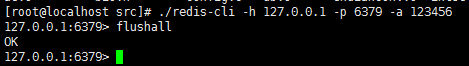 [root@localhost src]# ./redis-cli -h 127.0.0.1 -p 6379 -a 123456
127.0.0.1:6379> flushall
OK
127.0.0.1:6379>